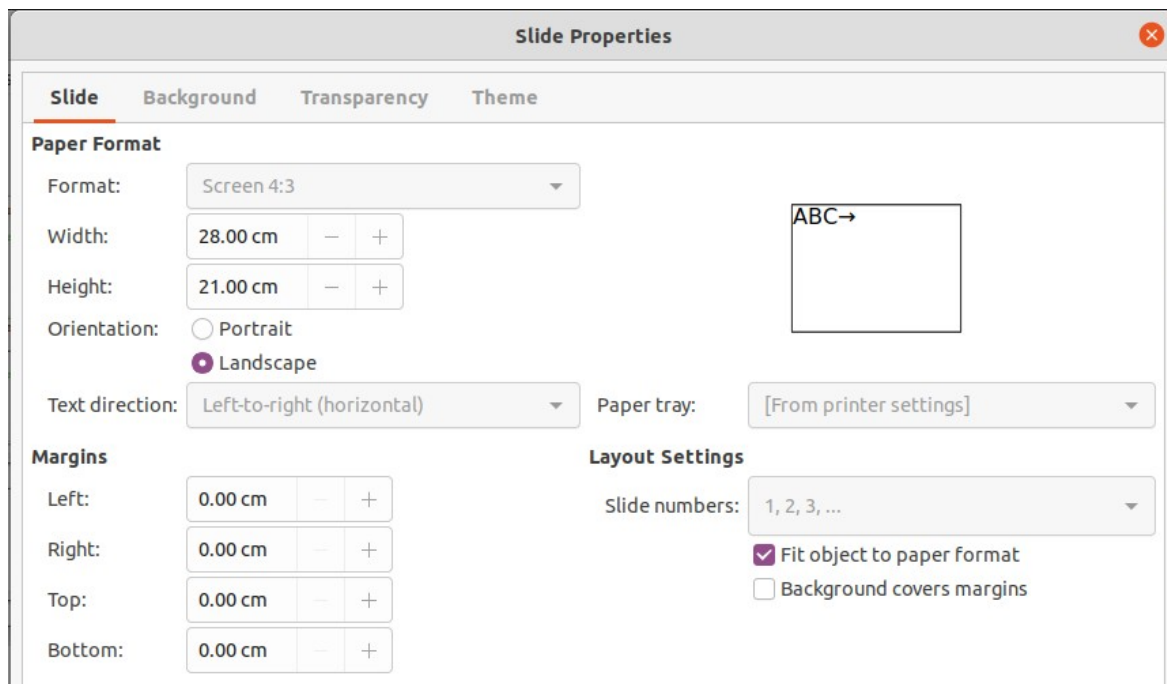 Slide Properties
Slide Background Transparency Theme
Paper Format
Format: Screen 4:3
ABC→
Width: 28.00 cm − +
Height: 21.00 cm − +
Orientation: Portrait
Landscape
Text direction: Left-to-right (horizontal) Paper tray: [From printer settings]
Margins Layout Settings
Left: 0.00 cm − + Slide numbers: 1, 2, 3, ...
Right: 0.00 cm − + Fit object to paper format
Top: 0.00 cm − + Background covers margins
Bottom: 0.00 cm − +